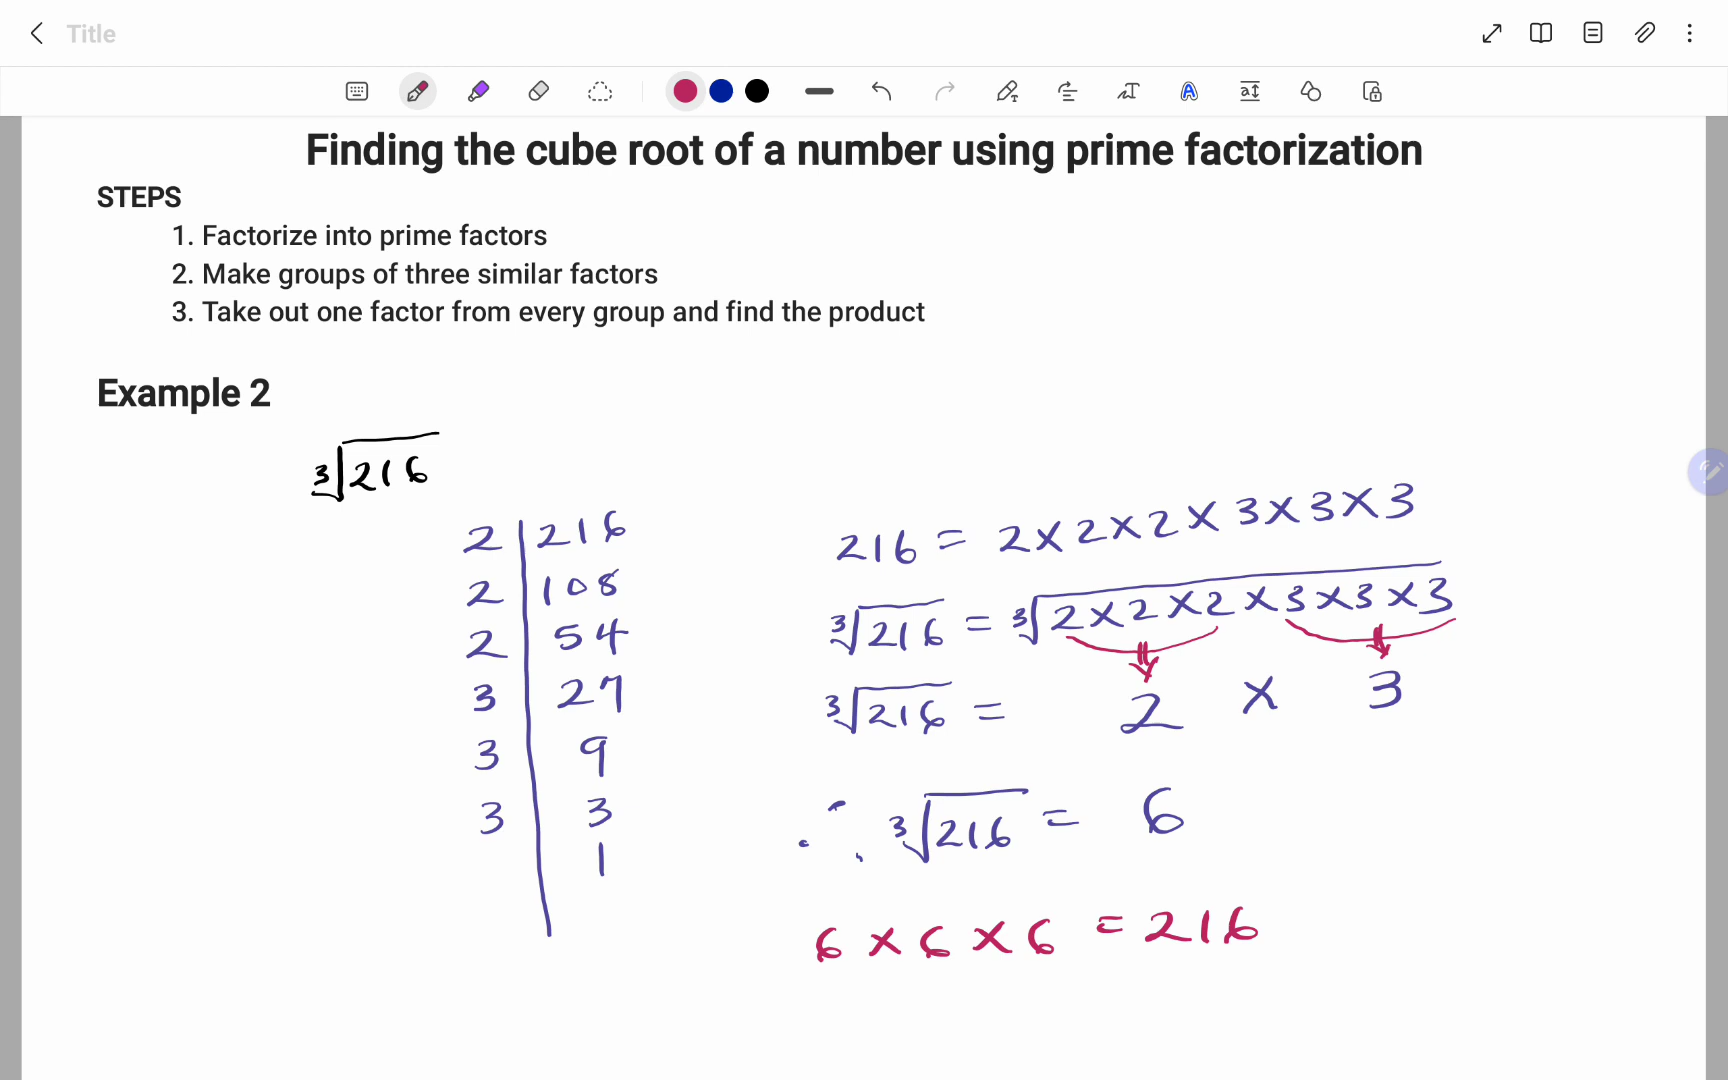 Title
Finding the cube root of a number using prime factorization
STEPS
1. Factorize into prime factors
2. Make groups of three similar factors
3. Take out one factor from every group and find the product
Example 2
∛216
2 | 216
2 | 108
2 | 54
3 | 27
3 | 9
3 | 3
1
216 = 2 × 2 × 2 × 3 × 3 × 3
∛216 = ∛2 × 2 × 2 × 3 × 3 × 3
∛216 = 2 × 3
∴ ∛216 = 6
6 × 6 × 6 = 216